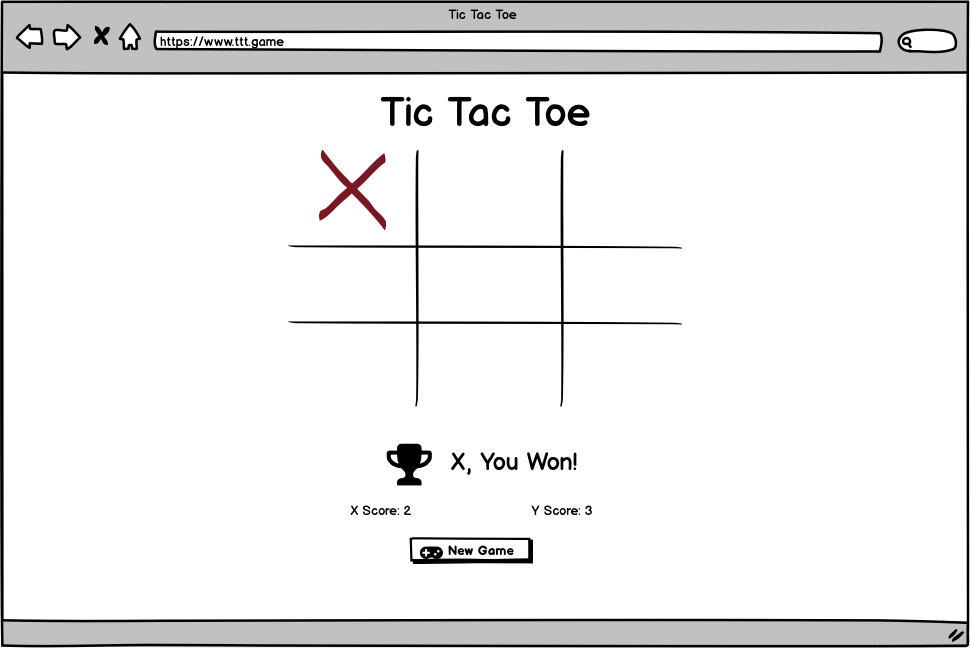 Tic Tac Toe
https://www.ttt.game
Tic Tac Toe
X, You Won!
X Score: 2 Y Score: 3
New Game